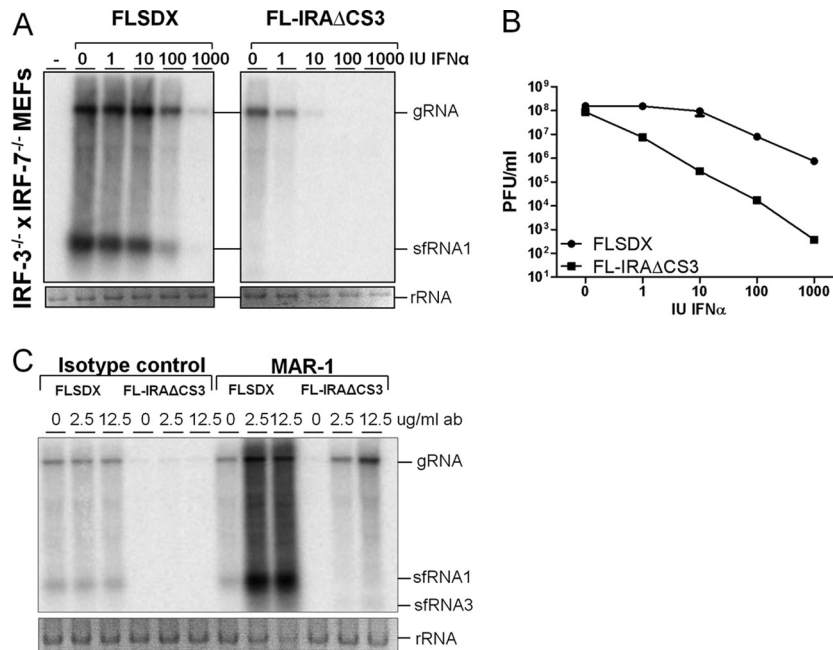 A
FLSDX
FL-IRAΔCS3
- 0 1 10 100 1000 0 1 10 100 1000 IU IFNα
IRF-3-/- x IRF-7-/- MEFs
gRNA
sfRNA1
rRNA
B
PFU/ml
10⁹
10⁸
10⁷
10⁶
10⁵
10⁴
10³
10²
10¹
FLSDX
FL-IRAΔCS3
0 1 10 100 1000
IU IFNα
C
Isotype control
MAR-1
FLSDX FL-IRAΔCS3 FLSDX FL-IRAΔCS3
0 2.5 12.5 0 2.5 12.5 0 2.5 12.5 0 2.5 12.5 ug/ml ab
gRNA
sfRNA1
sfRNA3
rRNA